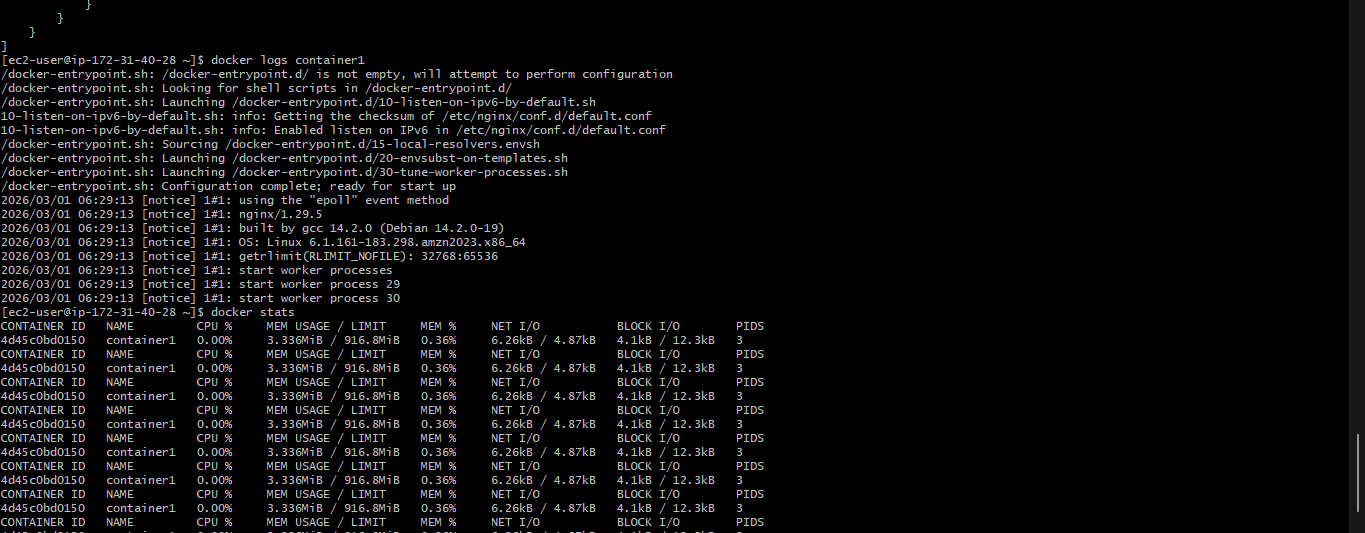 }
}
}
]
[ec2-user@ip-172-31-40-28 ~]$ docker logs container1
/docker-entrypoint.sh: /docker-entrypoint.d/ is not empty, will attempt to perform configuration
/docker-entrypoint.sh: Looking for shell scripts in /docker-entrypoint.d/
/docker-entrypoint.sh: Launching /docker-entrypoint.d/10-listen-on-ipv6-by-default.sh
10-listen-on-ipv6-by-default.sh: info: Getting the checksum of /etc/nginx/conf.d/default.conf
10-listen-on-ipv6-by-default.sh: info: Enabled listen on IPv6 in /etc/nginx/conf.d/default.conf
/docker-entrypoint.sh: Sourcing /docker-entrypoint.d/15-local-resolvers.envsh
/docker-entrypoint.sh: Launching /docker-entrypoint.d/20-envsubst-on-templates.sh
/docker-entrypoint.sh: Launching /docker-entrypoint.d/30-tune-worker-processes.sh
/docker-entrypoint.sh: Configuration complete; ready for start up
2026/03/01 06:29:13 [notice] 1#1: using the "epoll" event method
2026/03/01 06:29:13 [notice] 1#1: nginx/1.29.5
2026/03/01 06:29:13 [notice] 1#1: built by gcc 14.2.0 (Debian 14.2.0-19)
2026/03/01 06:29:13 [notice] 1#1: OS: Linux 6.1.161-183.298.amzn2023.x86_64
2026/03/01 06:29:13 [notice] 1#1: getrlimit(RLIMIT_NOFILE): 32768:65536
2026/03/01 06:29:13 [notice] 1#1: start worker processes
2026/03/01 06:29:13 [notice] 1#1: start worker process 29
2026/03/01 06:29:13 [notice] 1#1: start worker process 30
[ec2-user@ip-172-31-40-28 ~]$ docker stats
CONTAINER ID   NAME         CPU %     MEM USAGE / LIMIT     MEM %     NET I/O           BLOCK I/O         PIDS
4d45c0bd0150   container1   0.00%     3.336MiB / 916.8MiB   0.36%     6.26kB / 4.87kB   4.1kB / 12.3kB   3
CONTAINER ID   NAME         CPU %     MEM USAGE / LIMIT     MEM %     NET I/O           BLOCK I/O         PIDS
4d45c0bd0150   container1   0.00%     3.336MiB / 916.8MiB   0.36%     6.26kB / 4.87kB   4.1kB / 12.3kB   3
CONTAINER ID   NAME         CPU %     MEM USAGE / LIMIT     MEM %     NET I/O           BLOCK I/O         PIDS
4d45c0bd0150   container1   0.00%     3.336MiB / 916.8MiB   0.36%     6.26kB / 4.87kB   4.1kB / 12.3kB   3
CONTAINER ID   NAME         CPU %     MEM USAGE / LIMIT     MEM %     NET I/O           BLOCK I/O         PIDS
4d45c0bd0150   container1   0.00%     3.336MiB / 916.8MiB   0.36%     6.26kB / 4.87kB   4.1kB / 12.3kB   3
CONTAINER ID   NAME         CPU %     MEM USAGE / LIMIT     MEM %     NET I/O           BLOCK I/O         PIDS
4d45c0bd0150   container1   0.00%     3.336MiB / 916.8MiB   0.36%     6.26kB / 4.87kB   4.1kB / 12.3kB   3
CONTAINER ID   NAME         CPU %     MEM USAGE / LIMIT     MEM %     NET I/O           BLOCK I/O         PIDS
4d45c0bd0150   container1   0.00%     3.336MiB / 916.8MiB   0.36%     6.26kB / 4.87kB   4.1kB / 12.3kB   3
CONTAINER ID   NAME         CPU %     MEM USAGE / LIMIT     MEM %     NET I/O           BLOCK I/O         PIDS
4d45c0bd0150   container1   0.00%     3.336MiB / 916.8MiB   0.36%     6.26kB / 4.87kB   4.1kB / 12.3kB   3
CONTAINER ID   NAME         CPU %     MEM USAGE / LIMIT     MEM %     NET I/O           BLOCK I/O         PIDS